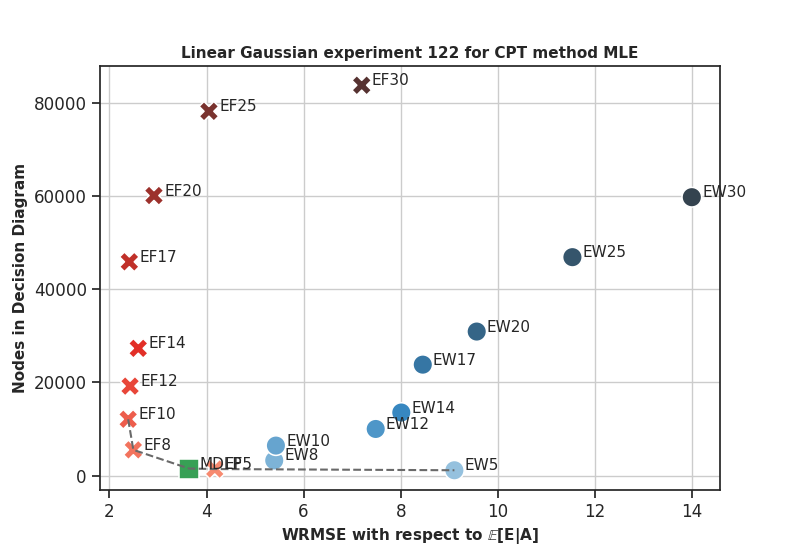 Linear Gaussian experiment 122 for CPT method MLE
Nodes in Decision Diagram
80000
60000
40000
20000
0
EF30
EF25
EF20
EW30
EF17
EW25
EW20
EF14
EW17
EF12
EF10
EW14
EW12
EF8
EW10
EW8
EF5
EW5
2 4 6 8 10 12 14
WRMSE with respect to 𝔼[E|A]